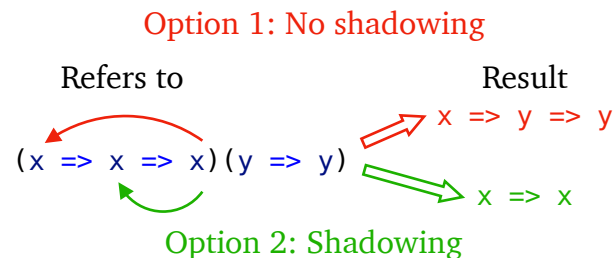 Option 1: No shadowing
Refers to
Result
x => y => y
(x => x => x)(y => y)
x => x
Option 2: Shadowing